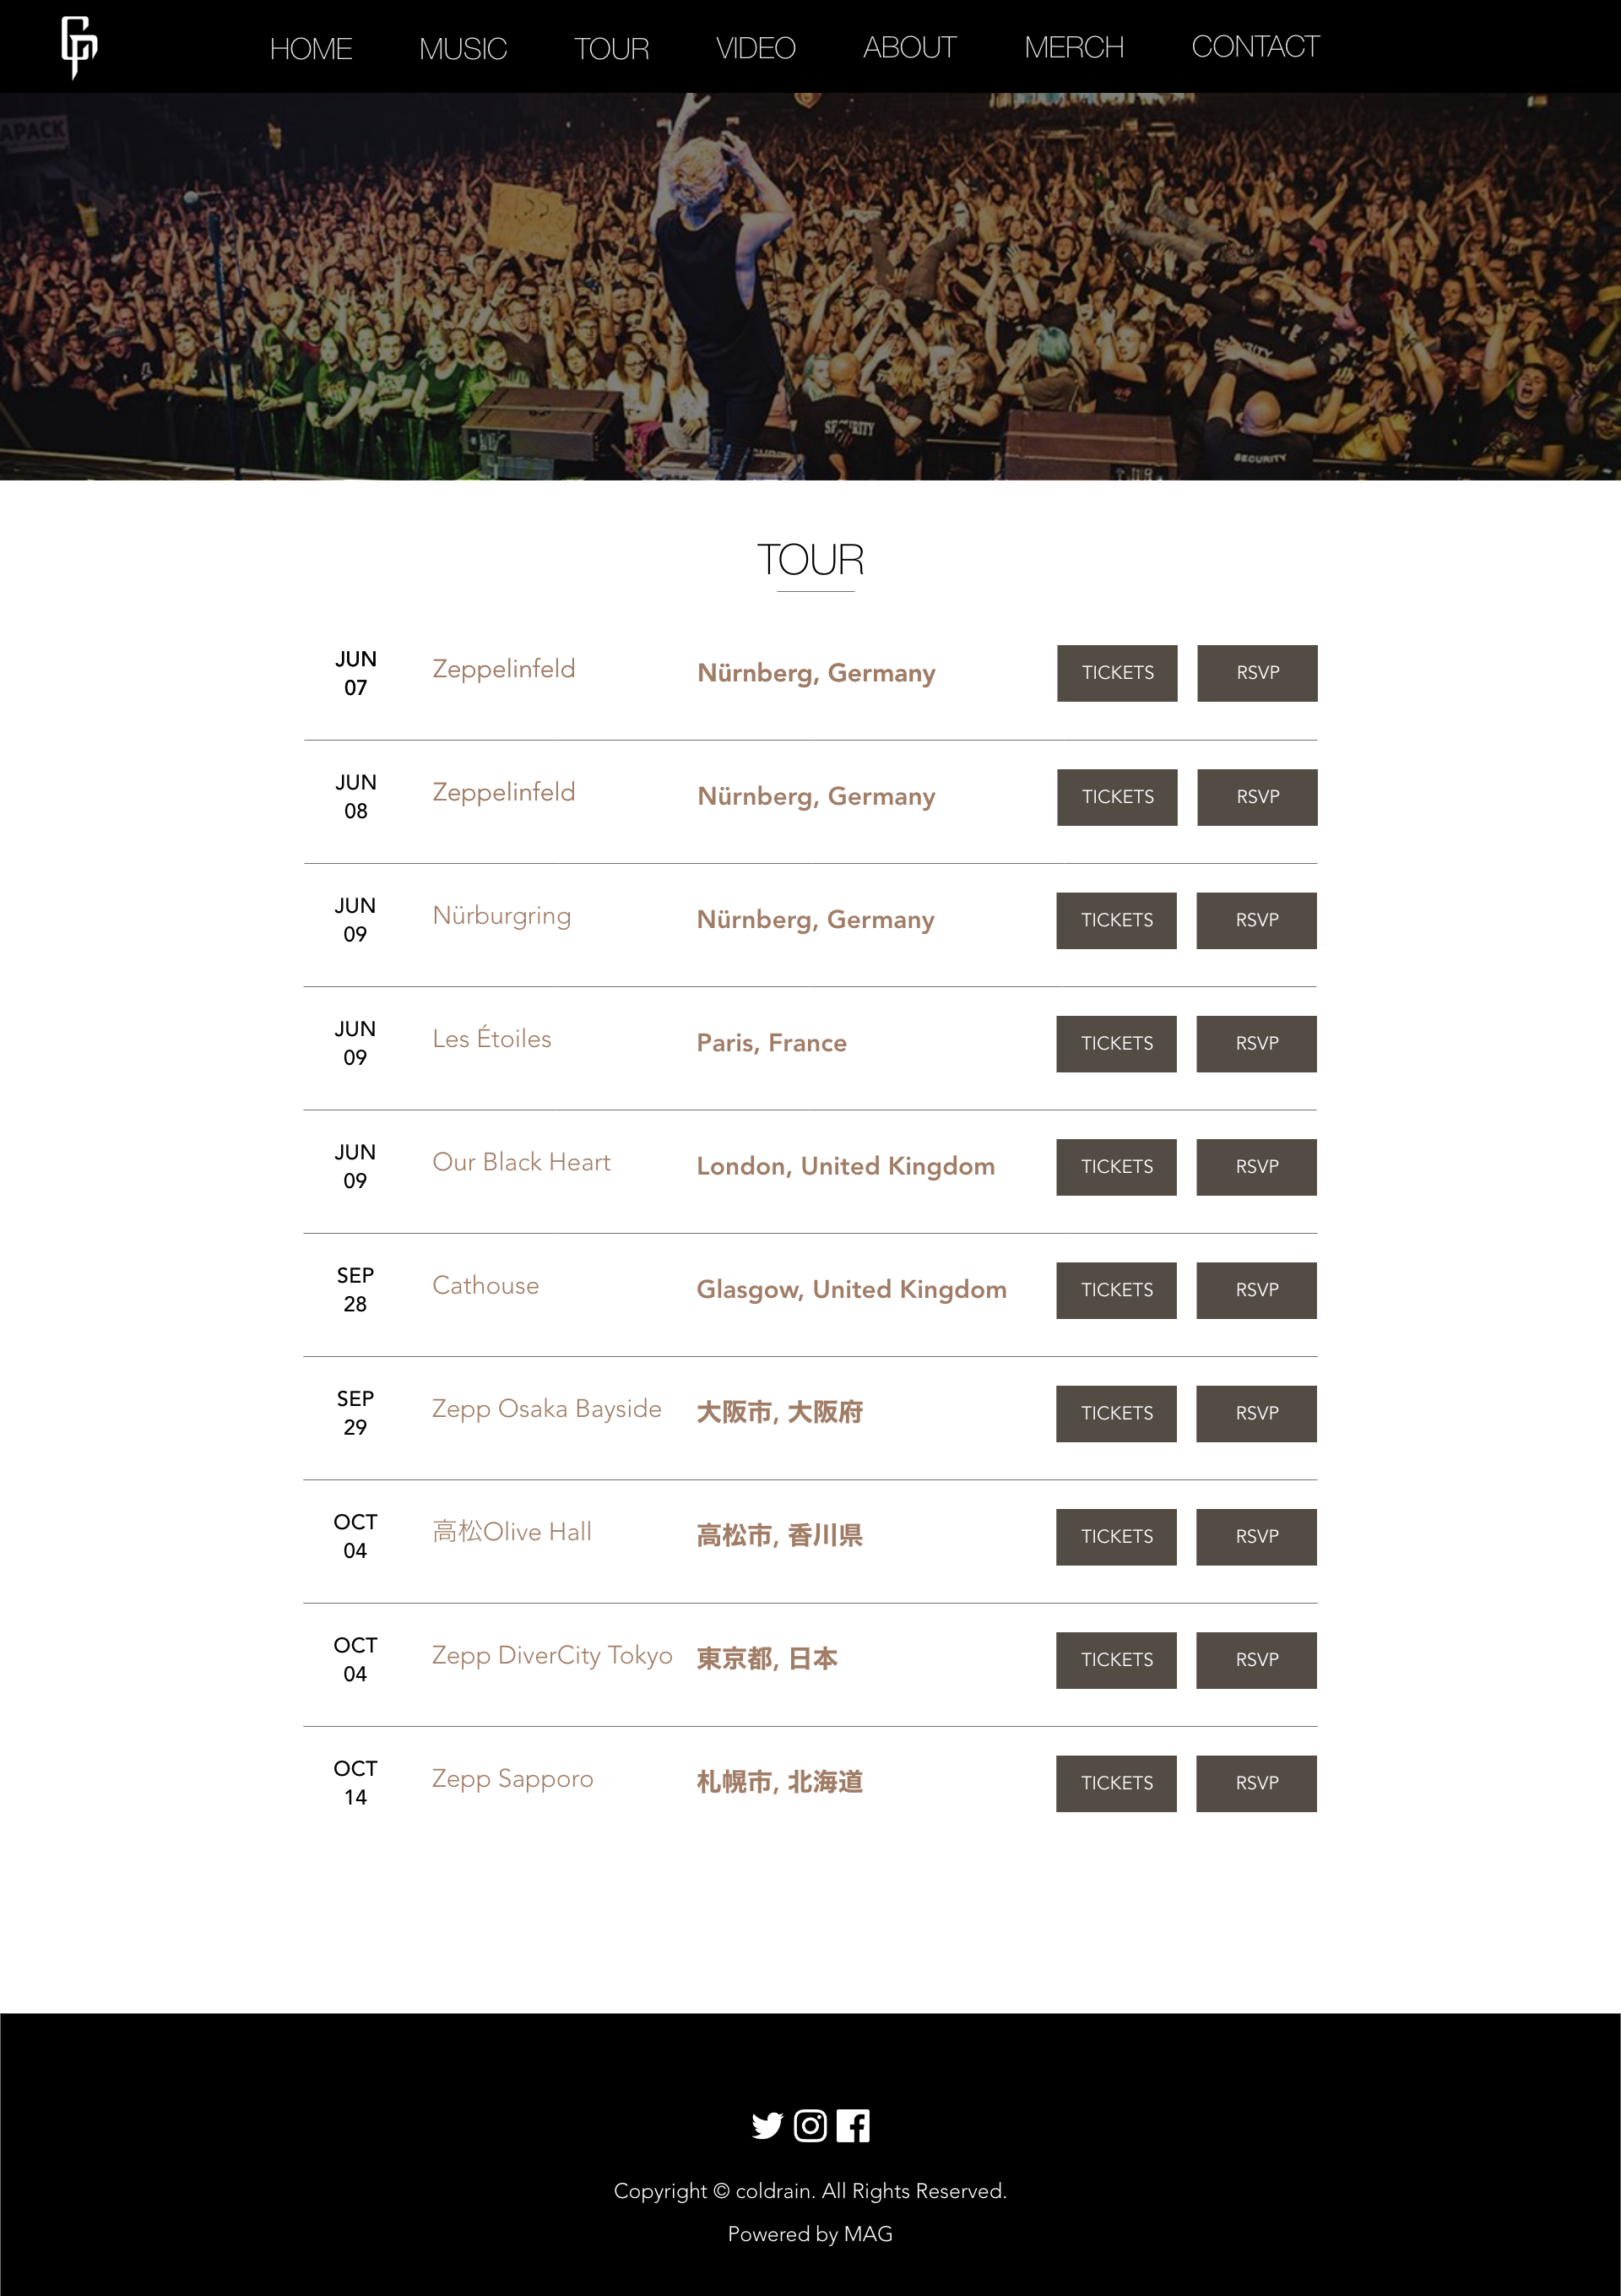 HOME MUSIC TOUR VIDEO ABOUT MERCH CONTACT
APACK
SECURITY
SECURITY
TOUR
JUN
07
Zeppelinfeld
Nürnberg, Germany
TICKETS
RSVP
JUN
08
Zeppelinfeld
Nürnberg, Germany
TICKETS
RSVP
JUN
09
Nürburgring
Nürnberg, Germany
TICKETS
RSVP
JUN
09
Les Étoiles
Paris, France
TICKETS
RSVP
JUN
09
Our Black Heart
London, United Kingdom
TICKETS
RSVP
SEP
28
Cathouse
Glasgow, United Kingdom
TICKETS
RSVP
SEP
29
Zepp Osaka Bayside
大阪市, 大阪府
TICKETS
RSVP
OCT
04
高松Olive Hall
高松市, 香川県
TICKETS
RSVP
OCT
04
Zepp DiverCity Tokyo
東京都, 日本
TICKETS
RSVP
OCT
14
Zepp Sapporo
札幌市, 北海道
TICKETS
RSVP
Copyright © coldrain. All Rights Reserved.
Powered by MAG